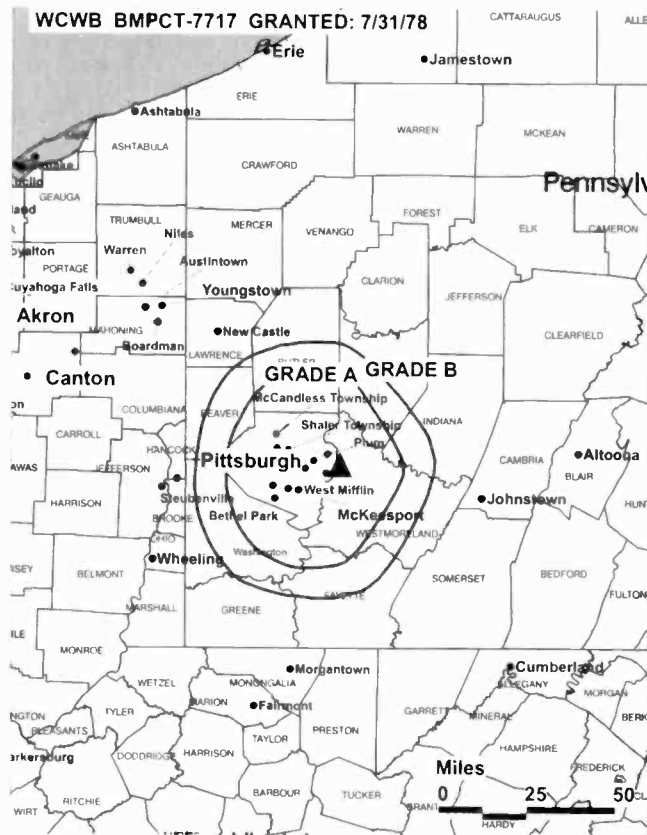 WCWB BMPCT-7717 GRANTED: 7/31/78
CATTARAUGUS
Erie
Jamestown
ERIE
Ashtabula
ASHTABULA
WARREN
MCKEAN
CRAWFORD
Pennsylv
GEAUGA
FOREST
TRUMBULL
Niles
MERCER
VENANGO
ELK
CAMERON
Warren
Austintown
PORTAGE
CLARION
Cuyahoga Falls
Youngstown
JEFFERSON
Akron
MAHONING
New Castle
CLEARFIELD
Boardman
LAWRENCE
BUTLER
Canton
GRADE A
GRADE B
McCandless Township
COLUMBIANA
BEAVER
Shaler Township
INDIANA
CARROLL
HANCOCK
Plum
Pittsburgh
CAMBRIA
Altoona
JEFFERSON
BLAIR
HARRISON
Steubenville
West Mifflin
Johnstown
BROOKE
Bethel Park
McKeesport
OHIO
WESTMORELAND
Washington
Wheeling
BELMONT
SOMERSET
BEDFORD
FULTON
MARSHALL
GREENE
FAYETTE
MONROE
WETZEL
MONONGALIA
Morgantown
Cumberland
ALLEGANY
MARION
GARRETT
MORGAN
TYLER
Fairmont
MINERAL
PLEASANTS
PRESTON
TAYLOR
HAMPSHIRE
DODDRIDGE
HARRISON
FREDERICK
Miles
BARBOUR
0 25 50
RITCHIE
TUCKER
WIRT
HARDY